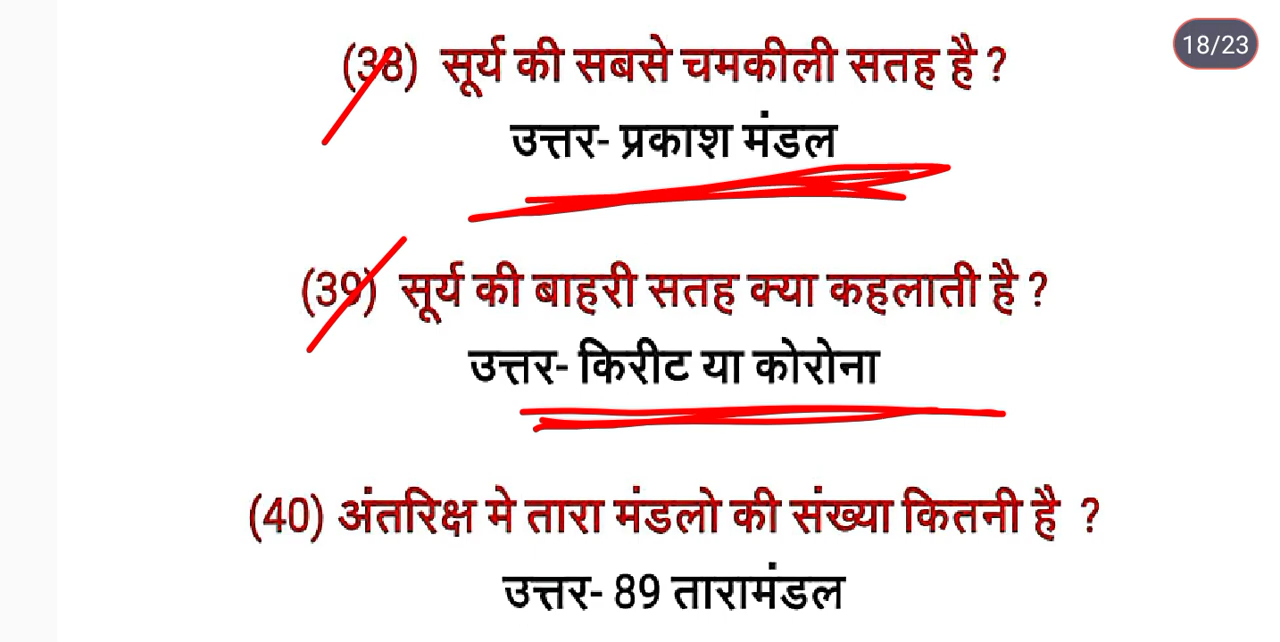 18/23
(38) सूर्य की सबसे चमकीली सतह है ?
उत्तर- प्रकाश मंडल
(39) सूर्य की बाहरी सतह क्या कहलाती है ?
उत्तर- किरीट या कोरोना
(40) अंतरिक्ष मे तारा मंडलो की संख्या कितनी है ?
उत्तर- 89 तारामंडल